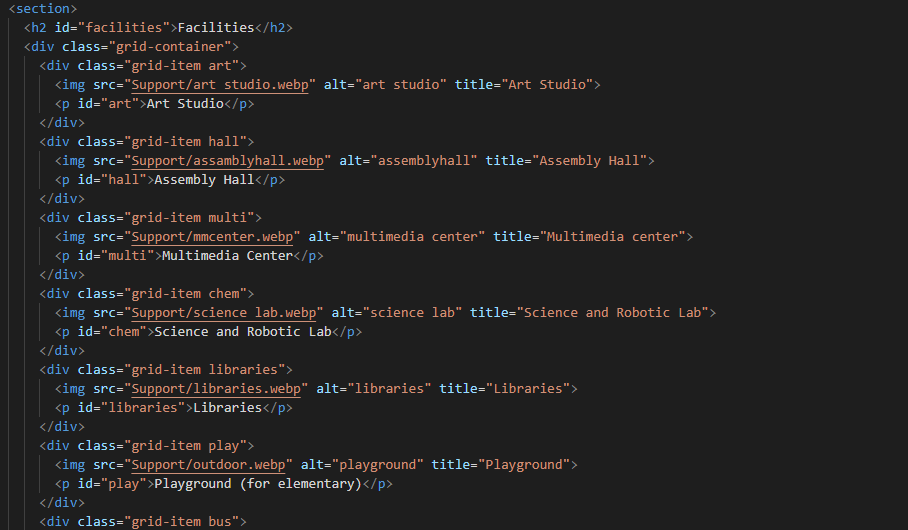 <section>
<h2 id="facilities">Facilities</h2>
<div class="grid-container">
<div class="grid-item art">
<img src="Support/art studio.webp" alt="art studio" title="Art Studio">
<p id="art">Art Studio</p>
</div>
<div class="grid-item hall">
<img src="Support/assamblyhall.webp" alt="assemblyhall" title="Assembly Hall">
<p id="hall">Assembly Hall</p>
</div>
<div class="grid-item multi">
<img src="Support/mmcenter.webp" alt="multimedia center" title="Multimedia center">
<p id="multi">Multimedia Center</p>
</div>
<div class="grid-item chem">
<img src="Support/science lab.webp" alt="science lab" title="Science and Robotic Lab">
<p id="chem">Science and Robotic Lab</p>
</div>
<div class="grid-item libraries">
<img src="Support/libraries.webp" alt="libraries" title="Libraries">
<p id="libraries">Libraries</p>
</div>
<div class="grid-item play">
<img src="Support/outdoor.webp" alt="playground" title="Playground">
<p id="play">Playground (for elementary)</p>
</div>
<div class="grid-item bus">